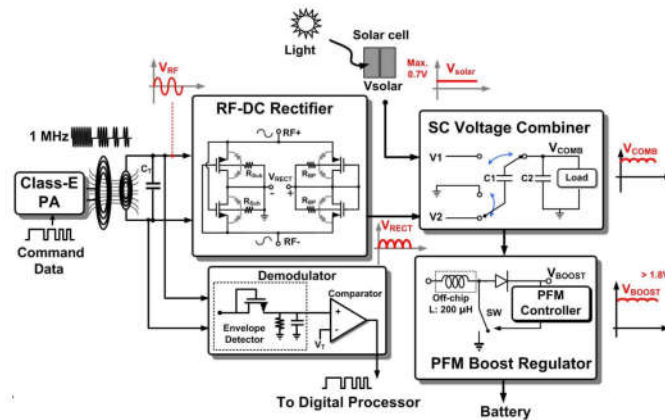 Light
Solar cell
Vsolar
Max.
0.7V
Vsolar
VRF
1 MHz
CT
Class-E
PA
Command
Data
RF-DC Rectifier
RF+
RSub
RBP
VRECT
-
+
RSub
RBP
RF-
VRECT
SC Voltage Combiner
V1
VCOMB
C1
C2
Load
V2
VCOMB
Demodulator
Comparator
Envelope
Detector
VT
+
-
To Digital Processor
VBOOST
Off-chip
L: 200 µH
SW
PFM
Controller
PFM Boost Regulator
> 1.8V
VBOOST
Battery